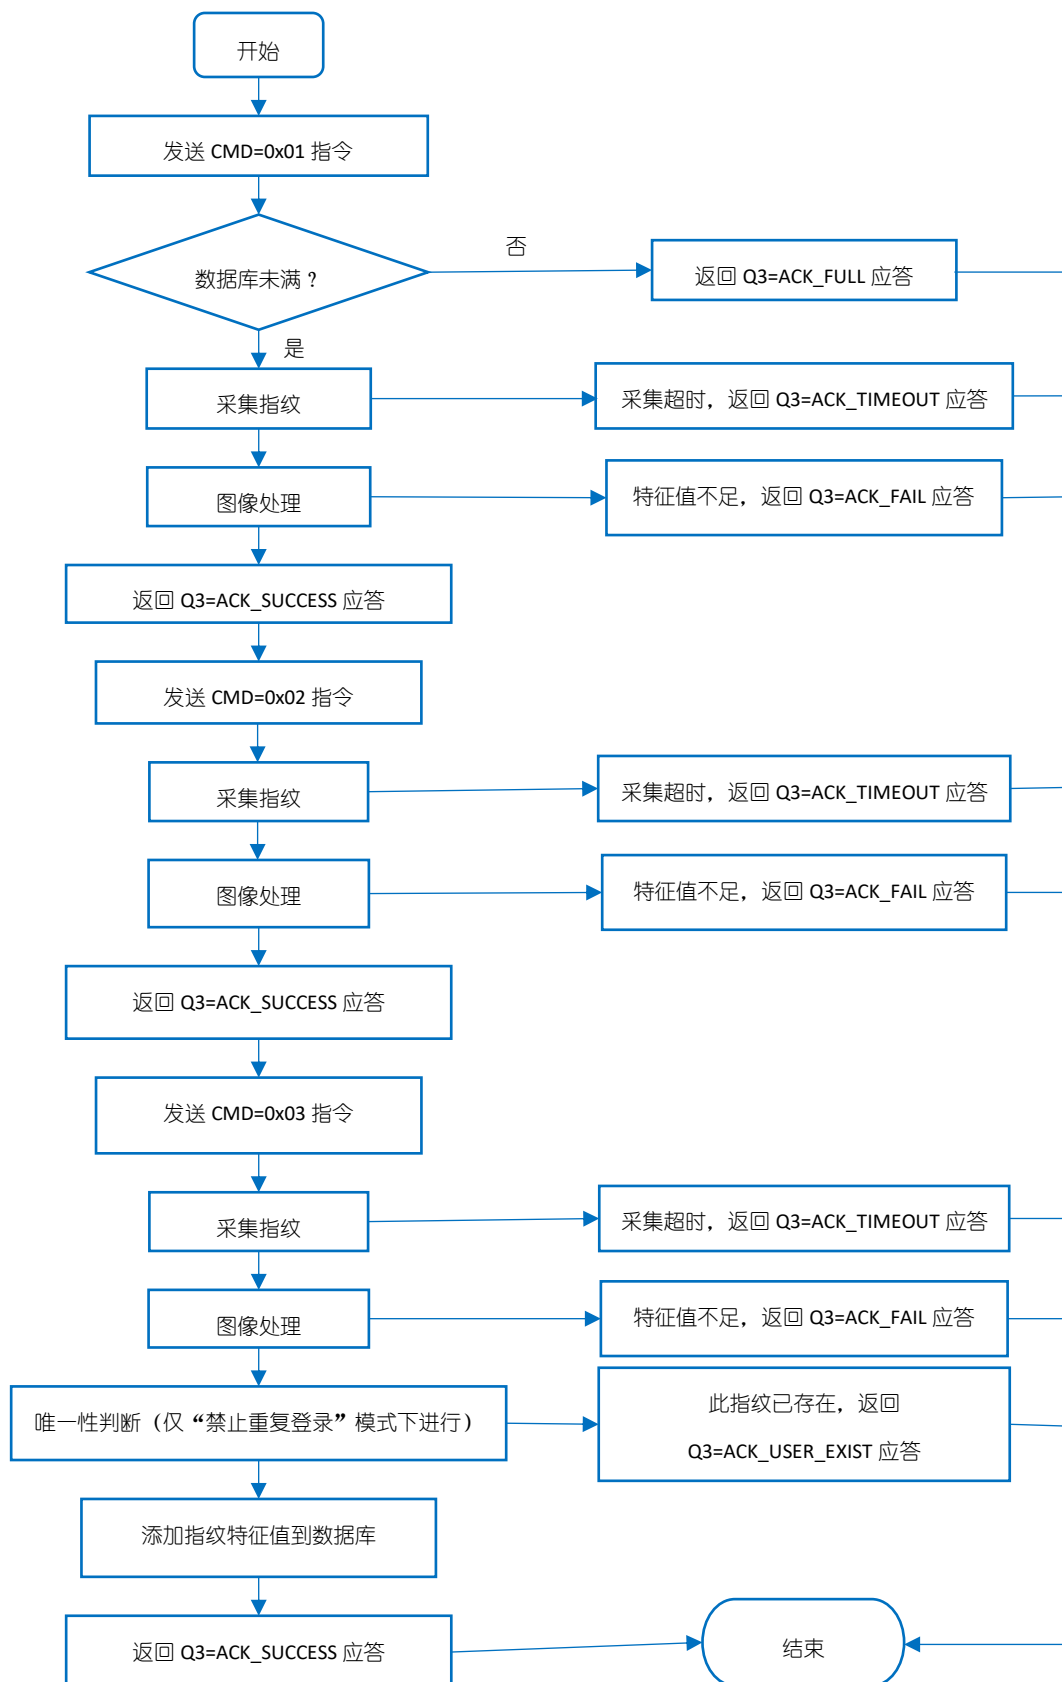 开始
发送 CMD=0x01 指令
数据库未满？
否
返回 Q3=ACK_FULL 应答
是
采集指纹
采集超时，返回 Q3=ACK_TIMEOUT 应答
图像处理
特征值不足，返回 Q3=ACK_FAIL 应答
返回 Q3=ACK_SUCCESS 应答
发送 CMD=0x02 指令
采集指纹
采集超时，返回 Q3=ACK_TIMEOUT 应答
图像处理
特征值不足，返回 Q3=ACK_FAIL 应答
返回 Q3=ACK_SUCCESS 应答
发送 CMD=0x03 指令
采集指纹
采集超时，返回 Q3=ACK_TIMEOUT 应答
图像处理
特征值不足，返回 Q3=ACK_FAIL 应答
唯一性判断（仅“禁止重复登录”模式下进行）
此指纹已存在，返回
Q3=ACK_USER_EXIST 应答
添加指纹特征值到数据库
返回 Q3=ACK_SUCCESS 应答
结束